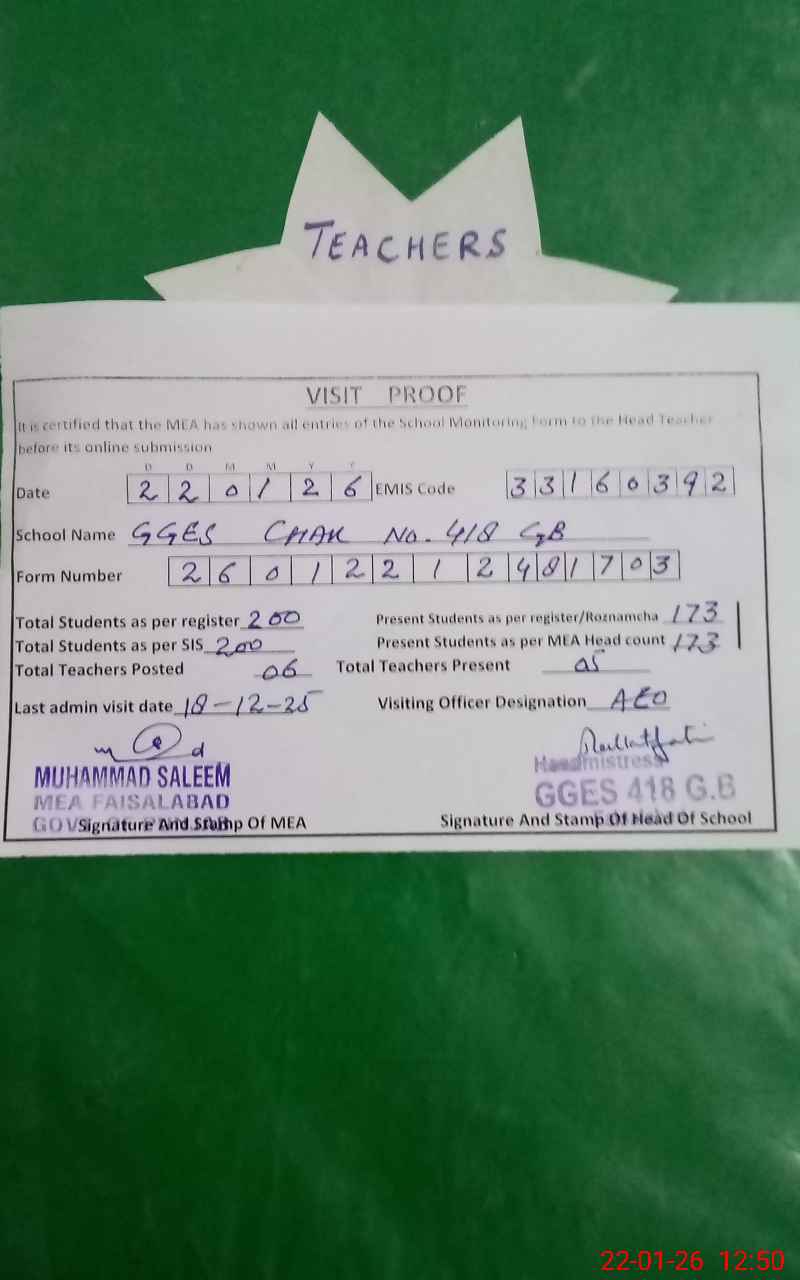 TEACHERS
VISIT PROOF
It is certified that the MEA has shown all entries of the School Monitoring Form to the Head Teacher
before its online submission
D D M M Y Y
Date 2 2 0 1 2 6 EMIS Code 3 3 1 6 0 3 9 2
School Name GGES CHAK No. 418 GB
Form Number 2 6 0 1 2 2 1 2 4 8 1 7 0 3
Total Students as per register 200 Present Students as per register/Roznamcha 173
Total Students as per SIS 200 Present Students as per MEA Head count 173
Total Teachers Posted 06 Total Teachers Present 05
Last admin visit date 18-12-25 Visiting Officer Designation AEO
MUHAMMAD SALEEM Headmistress
MEA FAISALABAD GGES 418 G.B
Signature And Stamp Of MEA Signature And Stamp Of Head Of School
22-01-26 12:50